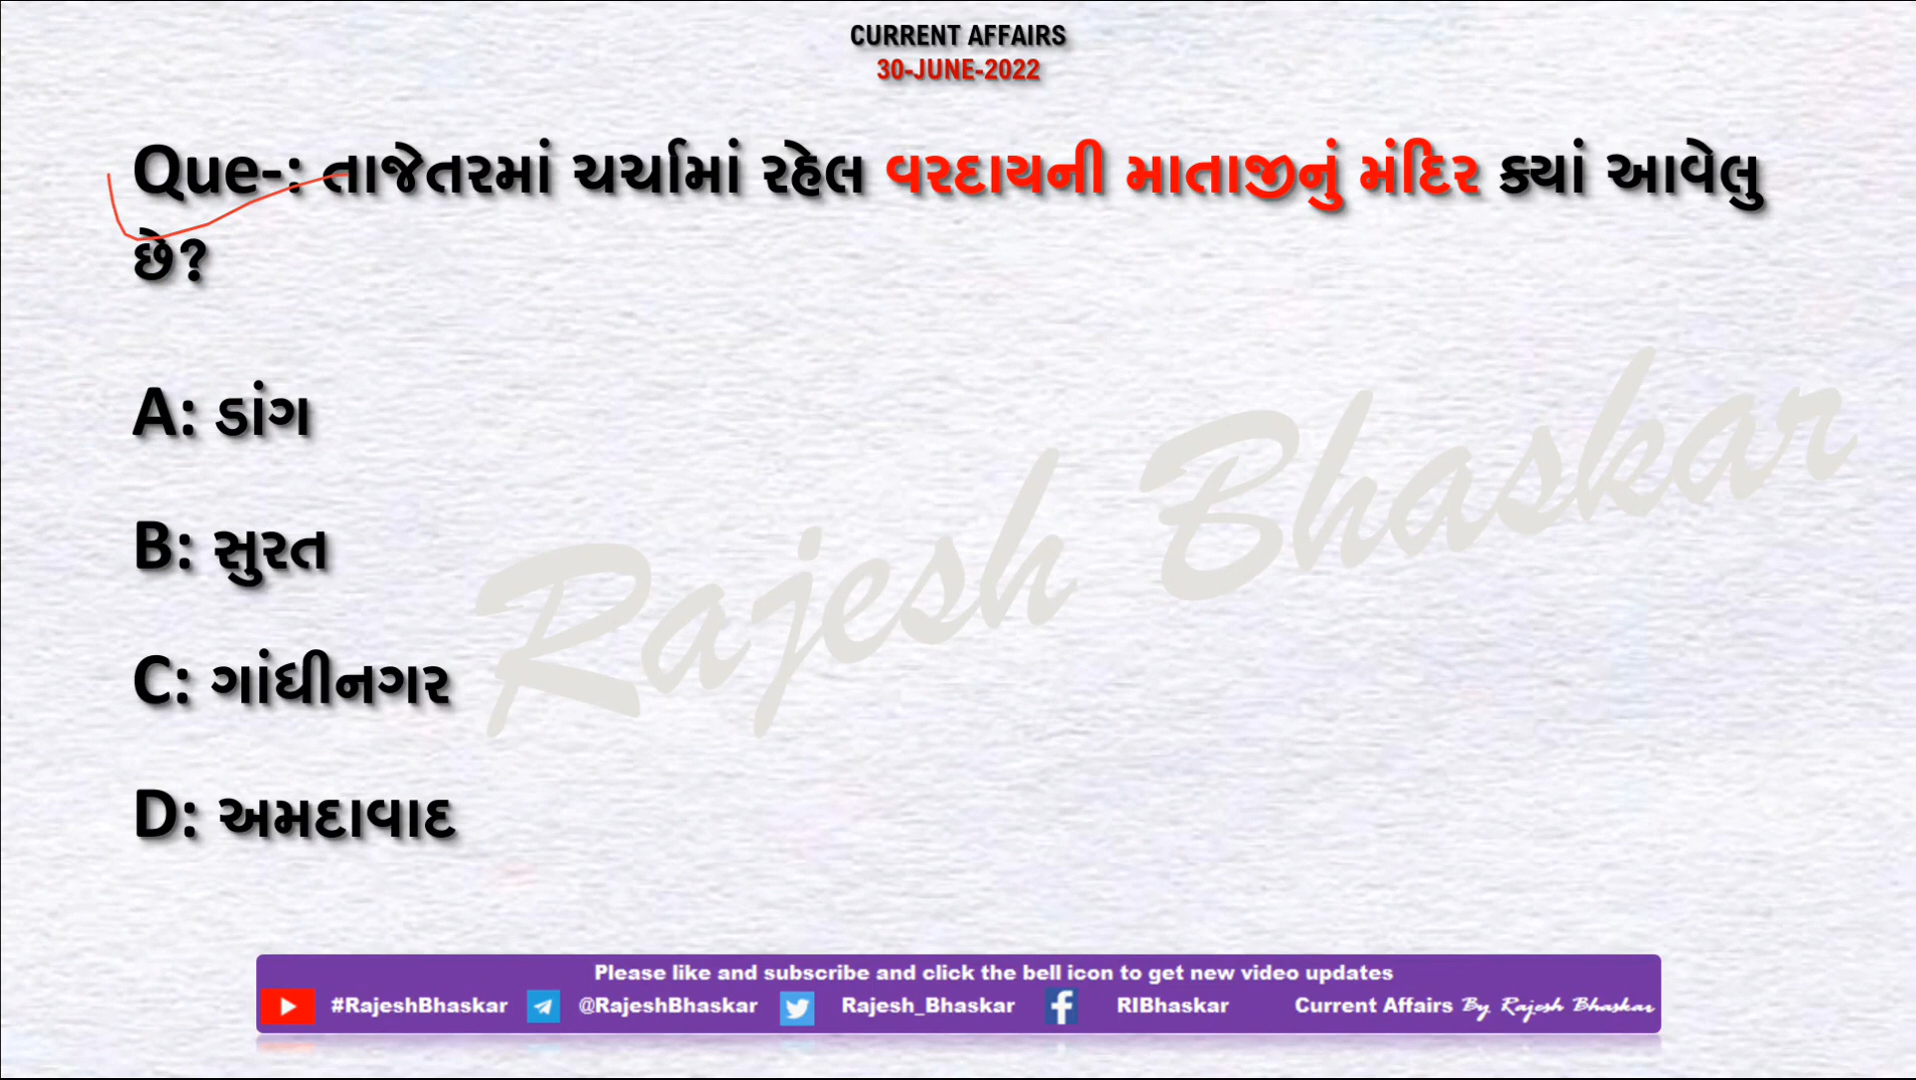 CURRENT AFFAIRS
30-JUNE-2022
Que-: તાજેતરમાં ચર્ચામાં રહેલ વરદાયની માતાજીનું મંદિર ક્યાં આવેલુ
છે?
A: ડાંગ
B: સુરત
C: ગાંધીનગર
D: અમદાવાદ
Rajesh Bhaskar
Please like and subscribe and click the bell icon to get new video updates
#RajeshBhaskar @RajeshBhaskar Rajesh_Bhaskar RIBhaskar Current Affairs By Rajesh Bhaskar